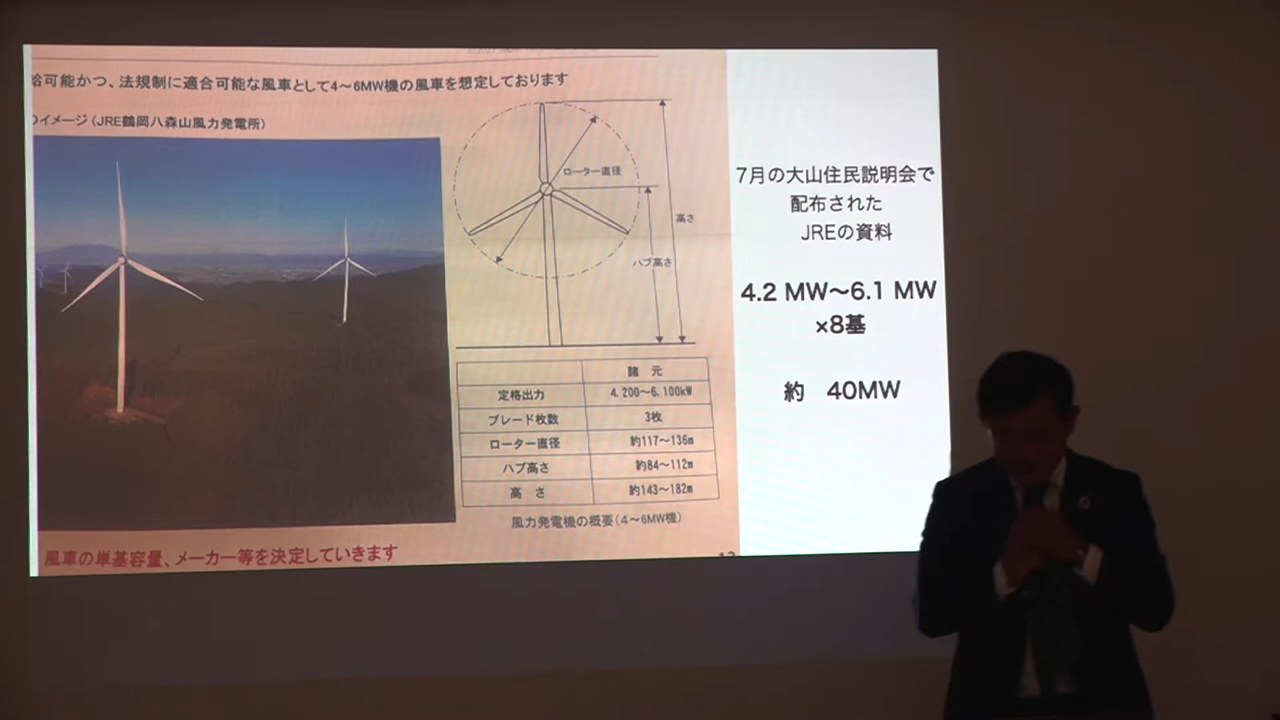 給可能かつ、法規制に適合可能な風車として4～6MW機の風車を想定しております
のイメージ（JRE鶴岡八森山風力発電所）
ローター直径
高さ
ハブ高さ
諸　元
定格出力 4,200～6,100kW
ブレード枚数 3枚
ローター直径 約117～136m
ハブ高さ 約84～112m
高　さ 約143～182m
風力発電機の概要（4～6MW機）
風車の単基容量、メーカー等を決定していきます
7月の大山住民説明会で
配布された
JREの資料
4.2 MW～6.1 MW
×8基
約　40MW